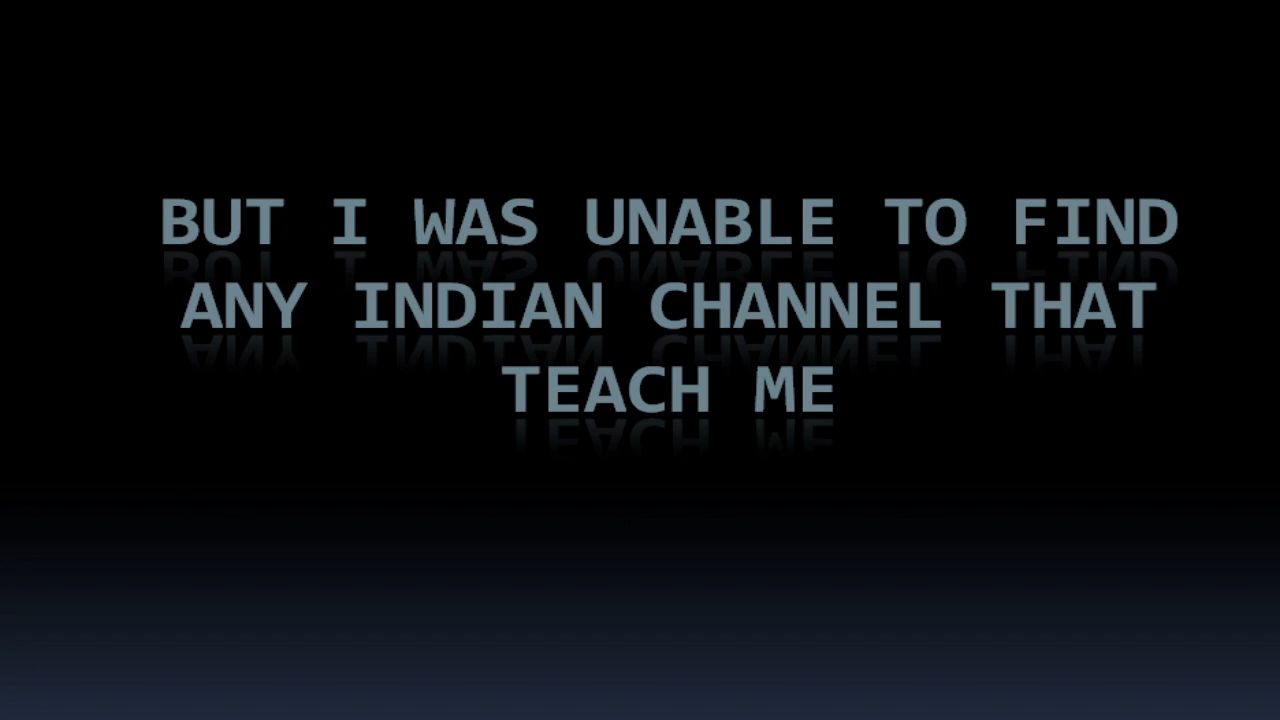 BUT I WAS UNABLE TO FIND
ANY INDIAN CHANNEL THAT
TEACH ME